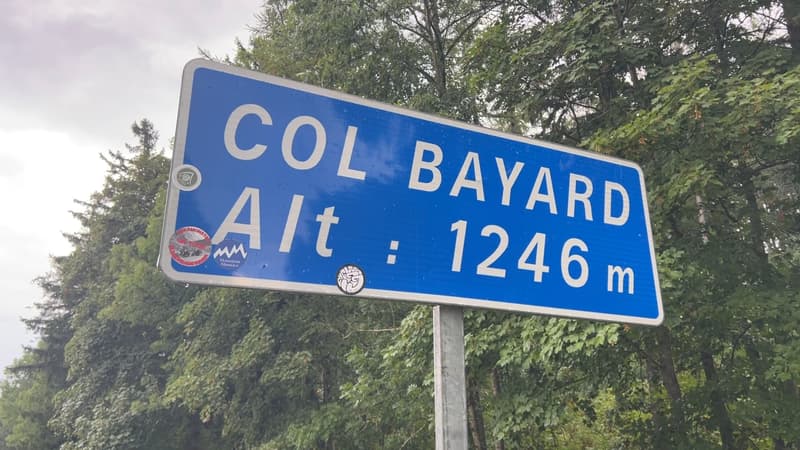 COL BAYARD
Alt : 1246 m